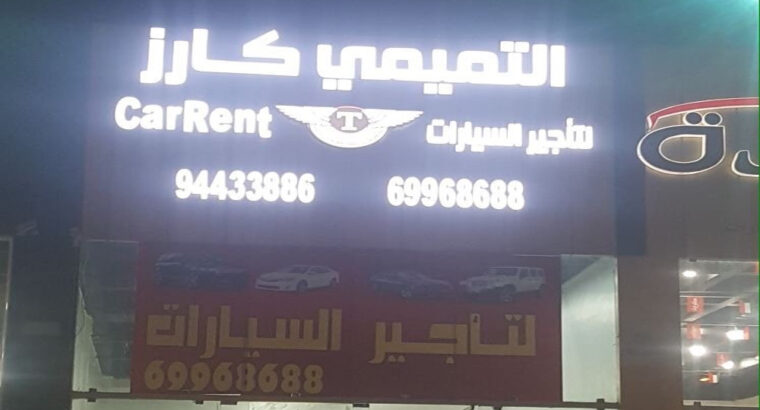 التميمي كارز
CarRent T لتأجير السيارات
94433886 69968688
لتأجير السيارات
69968688